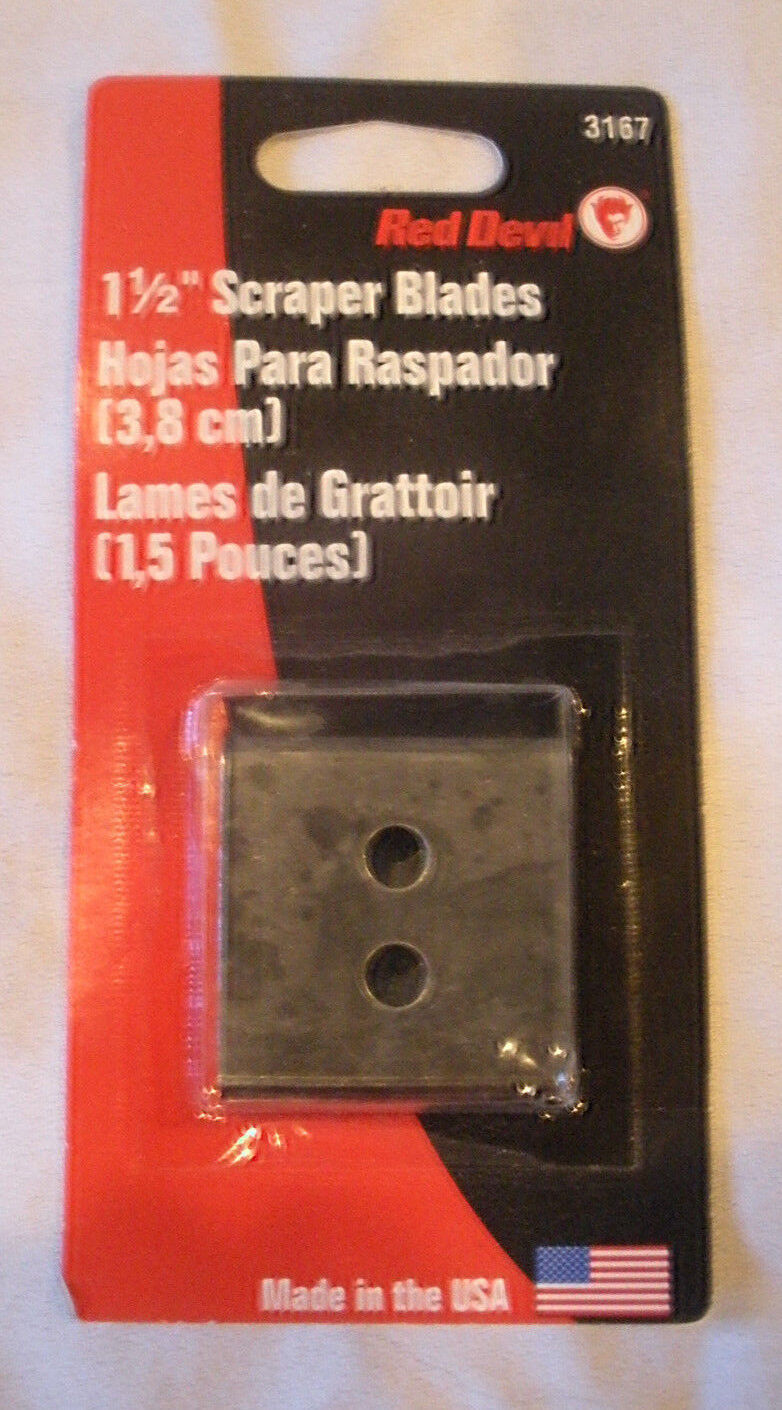 3167
Red Devil
1½" Scraper Blades
Hojas Para Raspador
(3,8 cm)
Lames de Grattoir
(1,5 Pouces)
Made in the USA